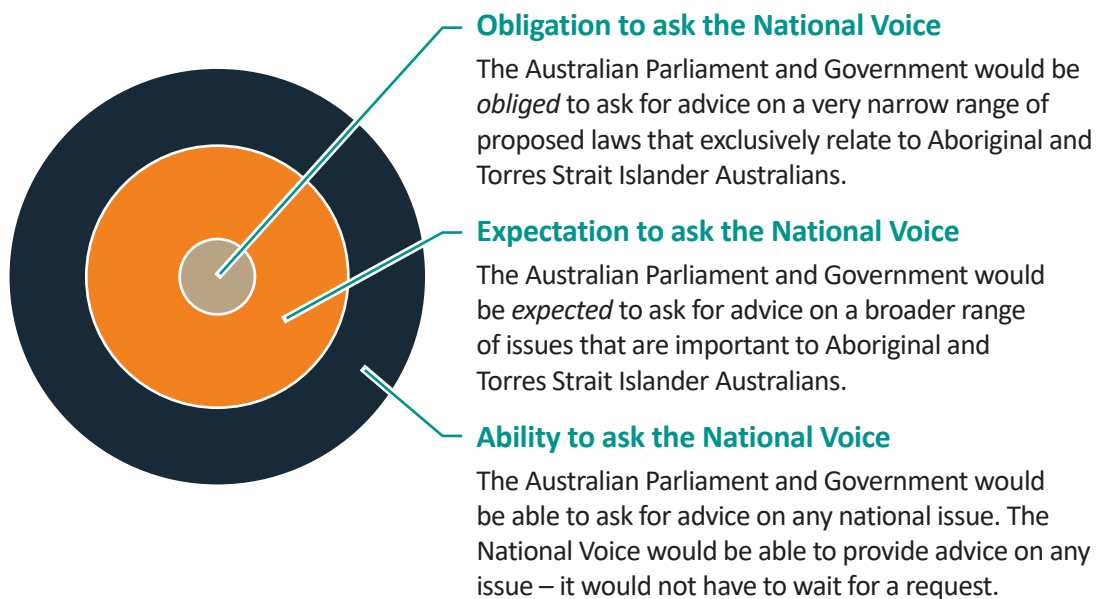 Obligation to ask the National Voice
The Australian Parliament and Government would be
obliged to ask for advice on a very narrow range of
proposed laws that exclusively relate to Aboriginal and
Torres Strait Islander Australians.
Expectation to ask the National Voice
The Australian Parliament and Government would
be expected to ask for advice on a broader range
of issues that are important to Aboriginal and
Torres Strait Islander Australians.
Ability to ask the National Voice
The Australian Parliament and Government would
be able to ask for advice on any national issue. The
National Voice would be able to provide advice on any
issue – it would not have to wait for a request.